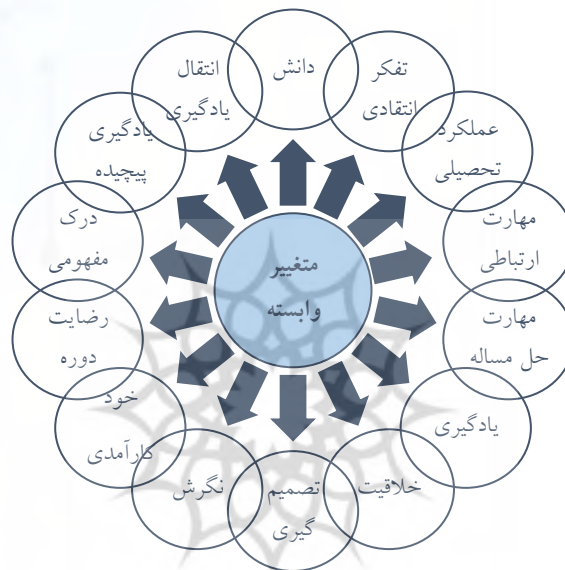 دانش
تفکر
انتقادی
عملکرد
تحصیلی
مهارت
ارتباطی
مهارت
حل مساله
یادگیری
خلاقیت
تصمیم
گیری
نگرش
خود
کارآمدی
رضایت
دوره
درک
مفهومی
یادگیری
پیچیده
انتقال
یادگیری
متغییر
وابسته